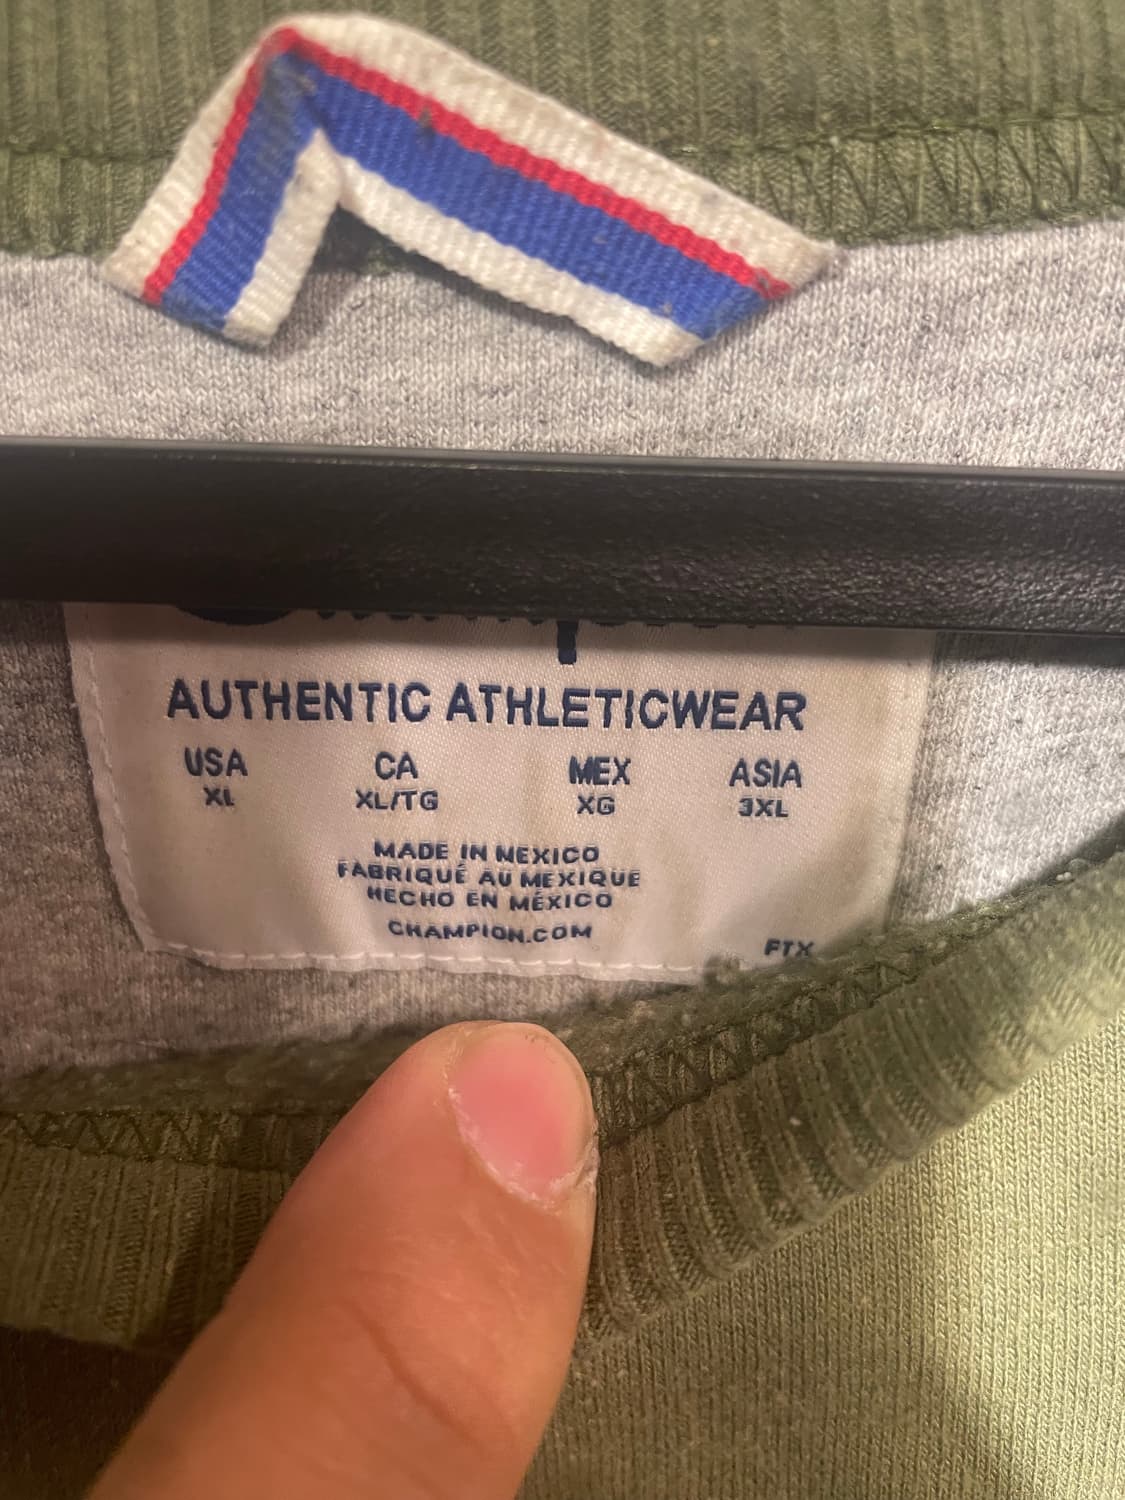 AUTHENTIC ATHLETICWEAR
USA CA MEX ASIA
XL XL/TG XG 3XL
MADE IN MEXICO
FABRIQUÉ AU MEXIQUE
HECHO EN MÉXICO
CHAMPION.COM
FTX